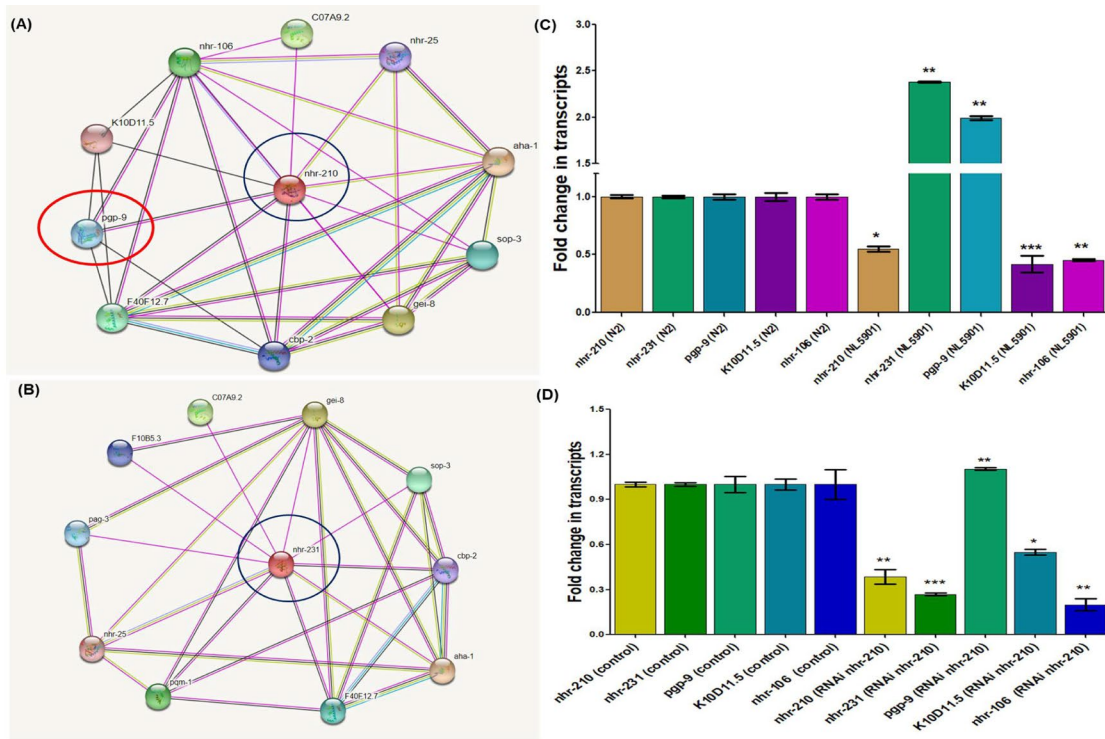 (A)
C07A9.2
nhr-106
nhr-25
K10D11.5
aha-1
nhr-210
pgp-9
sop-3
F40F12.7
gei-8
cbp-2
(B)
C07A9.2
gei-8
F10B5.3
sop-3
pag-3
nhr-231
cbp-2
nhr-25
aha-1
pqm-1
F40F12.7
(C)
Fold change in transcripts
3.0
2.5
2.0
1.0
0.5
0.0
** ** * *** **
nhr-210 (N2)
nhr-231 (N2)
pgp-9 (N2)
K10D11.5 (N2)
nhr-106 (N2)
nhr-210 (NL5901)
nhr-231 (NL5901)
pgp-9 (NL5901)
K10D11.5 (NL5901)
nhr-106 (NL5901)
(D)
Fold change in transcripts
1.5
1.2
0.9
0.6
0.3
0.0
** *** ** * **
nhr-210 (control)
nhr-231 (control)
pgp-9 (control)
K10D11.5 (control)
nhr-106 (control)
nhr-210 (RNAi nhr-210)
nhr-231 (RNAi nhr-210)
pgp-9 (RNAi nhr-210)
K10D11.5 (RNAi nhr-210)
nhr-106 (RNAi nhr-210)